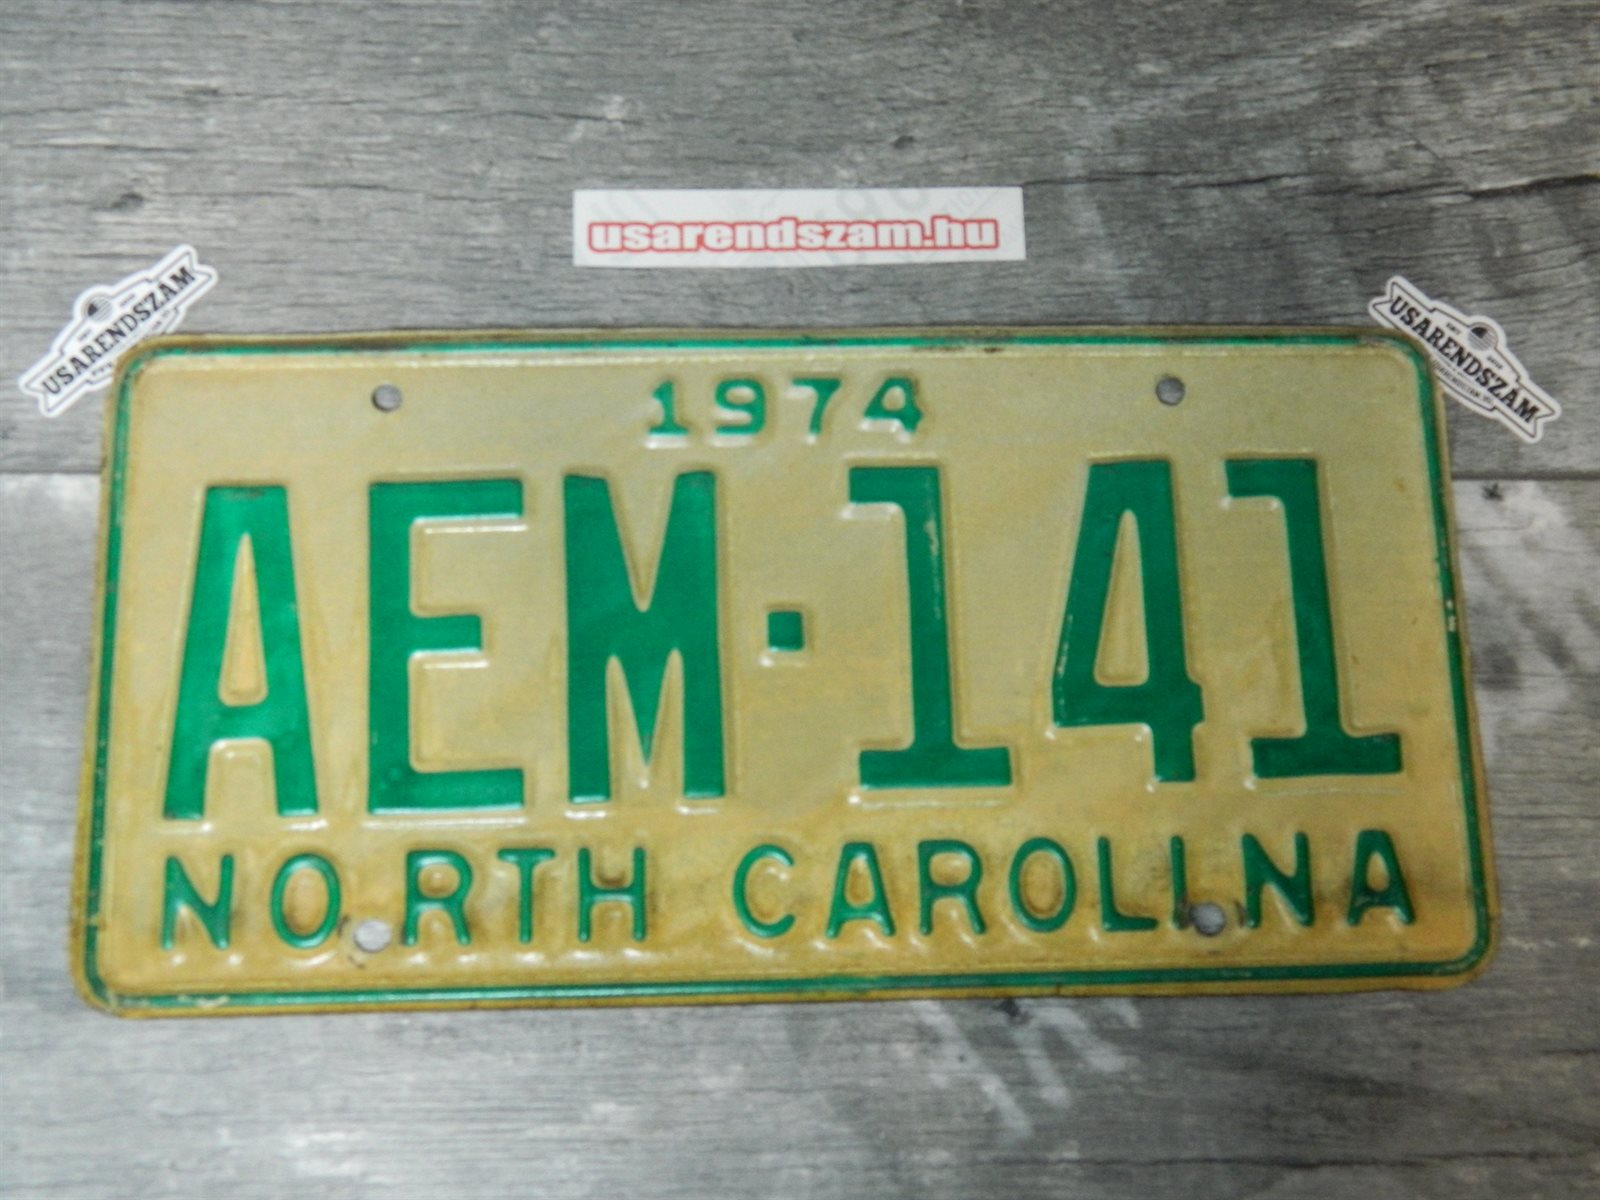 usarendszam.hu
USARENDSZAM
USARENDSZAM
1974
AEM·141
NORTH CAROLINA